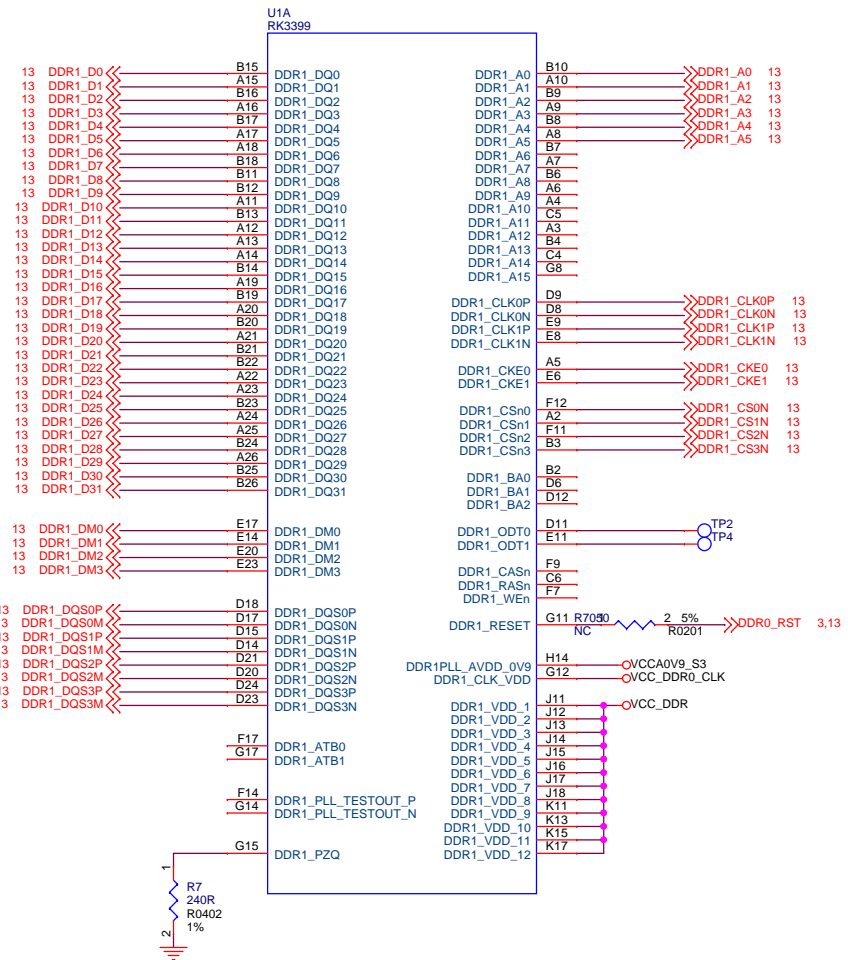 U1A
RK3399
13 DDR1_D0 B15 DDR1_DQ0
13 DDR1_D1 A15 DDR1_DQ1
13 DDR1_D2 B16 DDR1_DQ2
13 DDR1_D3 A16 DDR1_DQ3
13 DDR1_D4 B17 DDR1_DQ4
13 DDR1_D5 A17 DDR1_DQ5
13 DDR1_D6 A18 DDR1_DQ6
13 DDR1_D7 B18 DDR1_DQ7
13 DDR1_D8 B11 DDR1_DQ8
13 DDR1_D9 B12 DDR1_DQ9
13 DDR1_D10 A11 DDR1_DQ10
13 DDR1_D11 B13 DDR1_DQ11
13 DDR1_D12 A12 DDR1_DQ12
13 DDR1_D13 A13 DDR1_DQ13
13 DDR1_D14 A14 DDR1_DQ14
13 DDR1_D15 B14 DDR1_DQ15
13 DDR1_D16 A19 DDR1_DQ16
13 DDR1_D17 B19 DDR1_DQ17
13 DDR1_D18 A20 DDR1_DQ18
13 DDR1_D19 B20 DDR1_DQ19
13 DDR1_D20 A21 DDR1_DQ20
13 DDR1_D21 B21 DDR1_DQ21
13 DDR1_D22 B22 DDR1_DQ22
13 DDR1_D23 A22 DDR1_DQ23
13 DDR1_D24 A23 DDR1_DQ24
13 DDR1_D25 B23 DDR1_DQ25
13 DDR1_D26 A24 DDR1_DQ26
13 DDR1_D27 A25 DDR1_DQ27
13 DDR1_D28 B24 DDR1_DQ28
13 DDR1_D29 A26 DDR1_DQ29
13 DDR1_D30 B25 DDR1_DQ30
13 DDR1_D31 B26 DDR1_DQ31
13 DDR1_DM0 E17 DDR1_DM0
13 DDR1_DM1 E14 DDR1_DM1
13 DDR1_DM2 E20 DDR1_DM2
13 DDR1_DM3 E23 DDR1_DM3
13 DDR1_DQS0P D18 DDR1_DQS0P
3 DDR1_DQS0M D17 DDR1_DQS0N
3 DDR1_DQS1P D15 DDR1_DQS1P
3 DDR1_DQS1M D14 DDR1_DQS1N
3 DDR1_DQS2P D21 DDR1_DQS2P
3 DDR1_DQS2M D20 DDR1_DQS2N
3 DDR1_DQS3P D24 DDR1_DQS3P
3 DDR1_DQS3M D23 DDR1_DQS3N
F17 DDR1_ATB0
G17 DDR1_ATB1
F14 DDR1_PLL_TESTOUT_P
G14 DDR1_PLL_TESTOUT_N
G15 DDR1_PZQ
1
R7
240R
R0402
1%
2
DDR1_A0 B10 DDR1_A0 13
DDR1_A1 A10 DDR1_A1 13
DDR1_A2 B9 DDR1_A2 13
DDR1_A3 A9 DDR1_A3 13
DDR1_A4 B8 DDR1_A4 13
DDR1_A5 A8 DDR1_A5 13
DDR1_A6 B7
DDR1_A7 A7
DDR1_A8 B6
DDR1_A9 A6
DDR1_A10 A4
DDR1_A11 C5
DDR1_A12 A3
DDR1_A13 B4
DDR1_A14 C4
DDR1_A15 G8
DDR1_CLK0P D9 DDR1_CLK0P 13
DDR1_CLK0N D8 DDR1_CLK0N 13
DDR1_CLK1P E9 DDR1_CLK1P 13
DDR1_CLK1N E8 DDR1_CLK1N 13
DDR1_CKE0 A5 DDR1_CKE0 13
DDR1_CKE1 E6 DDR1_CKE1 13
DDR1_CSn0 F12 DDR1_CS0N 13
DDR1_CSn1 A2 DDR1_CS1N 13
DDR1_CSn2 F11 DDR1_CS2N 13
DDR1_CSn3 B3 DDR1_CS3N 13
DDR1_BA0 B2
DDR1_BA1 D6
DDR1_BA2 D12
DDR1_ODT0 D11 TP2
DDR1_ODT1 E11 TP4
DDR1_CASn F9
DDR1_RASn C6
DDR1_WEn F7
DDR1_RESET G11 2 5% DDR0_RST 3,13
NC R0201
DDR1PLL_AVDD_0V9 H14 VCCA0V9_S3
DDR1_CLK_VDD G12 VCC_DDR0_CLK
DDR1_VDD_1 J11 VCC_DDR
DDR1_VDD_2 J12
DDR1_VDD_3 J13
DDR1_VDD_4 J14
DDR1_VDD_5 J15
DDR1_VDD_6 J16
DDR1_VDD_7 J17
DDR1_VDD_8 J18
DDR1_VDD_9 K11
DDR1_VDD_10 K13
DDR1_VDD_11 K15
DDR1_VDD_12 K17